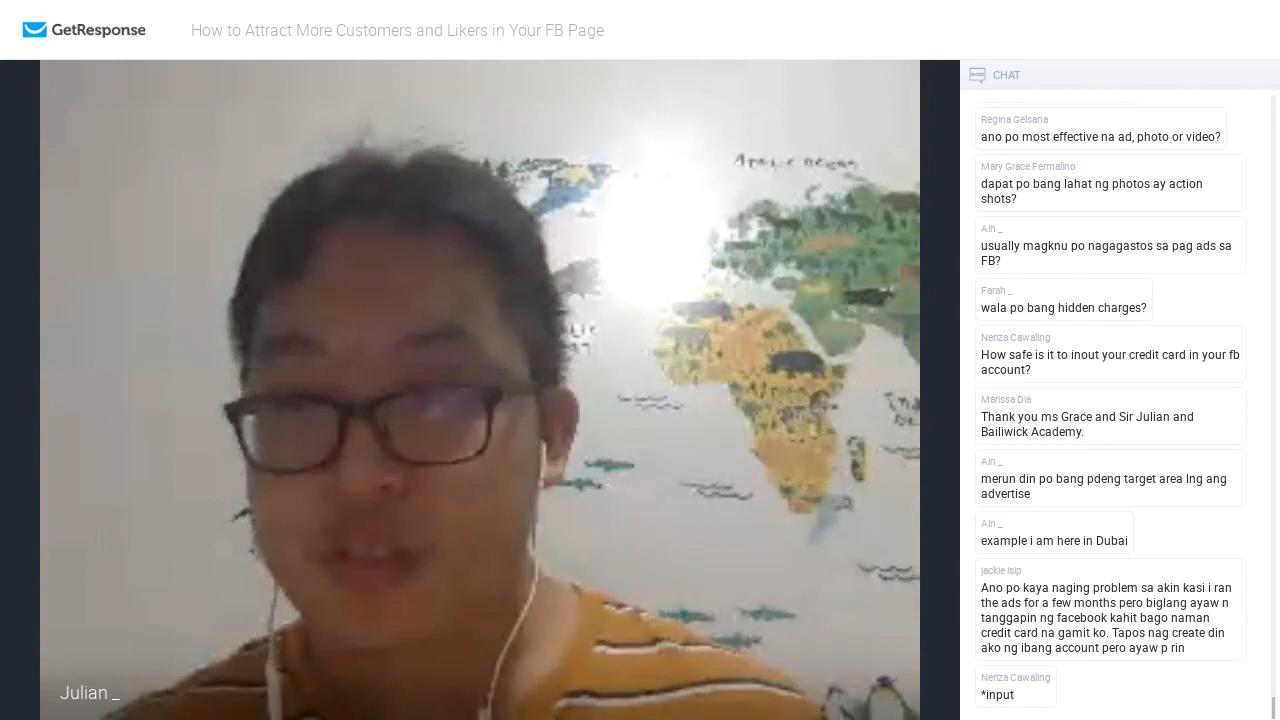 GetResponse
How to Attract More Customers and Likers in Your FB Page
CHAT
Regina Gelsana
ano po most effective na ad, photo or video?
Mary Grace Fermalino
dapat po bang lahat ng photos ay action
shots?
Ain _
usually magknu po nagagastos sa pag ads sa
FB?
Farah _
wala po bang hidden charges?
Neriza Cawaling
How safe is it to inout your credit card in your fb
account?
Marissa Dia
Thank you ms Grace and Sir Julian and
Bailiwick Academy.
Ain _
merun din po bang pdeng target area lng ang
advertise
Ain _
example i am here in Dubai
jackie isip
Ano po kaya naging problem sa akin kasi i ran
the ads for a few months pero biglang ayaw n
tanggapin ng facebook kahit bago naman
credit card na gamit ko. Tapos nag create din
ako ng ibang account pero ayaw p rin
Neriza Cawaling
*input
Julian _